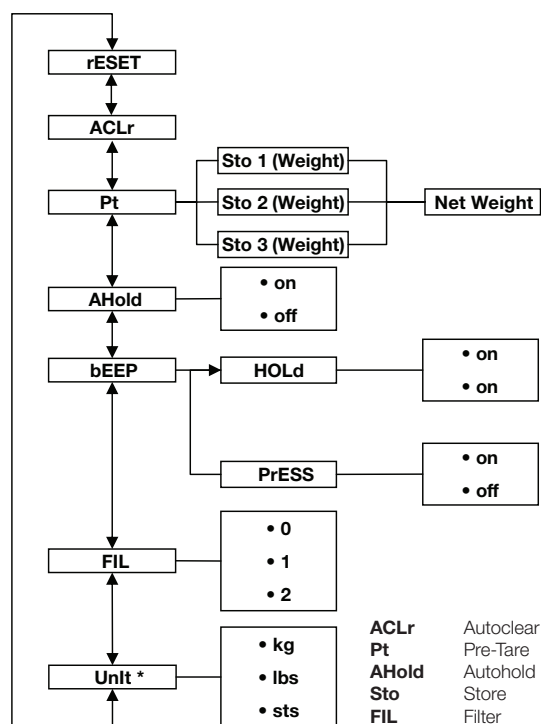 rESET
ACLr
Pt
Sto 1 (Weight)
Sto 2 (Weight)
Sto 3 (Weight)
Net Weight
AHold
• on
• off
bEEP
HOLd
• on
• on
PrESS
• on
• off
FIL
• 0
• 1
• 2
UnIt *
• kg
• lbs
• sts
ACLr Autoclear
Pt Pre-Tare
AHold Autohold
Sto Store
FIL Filter